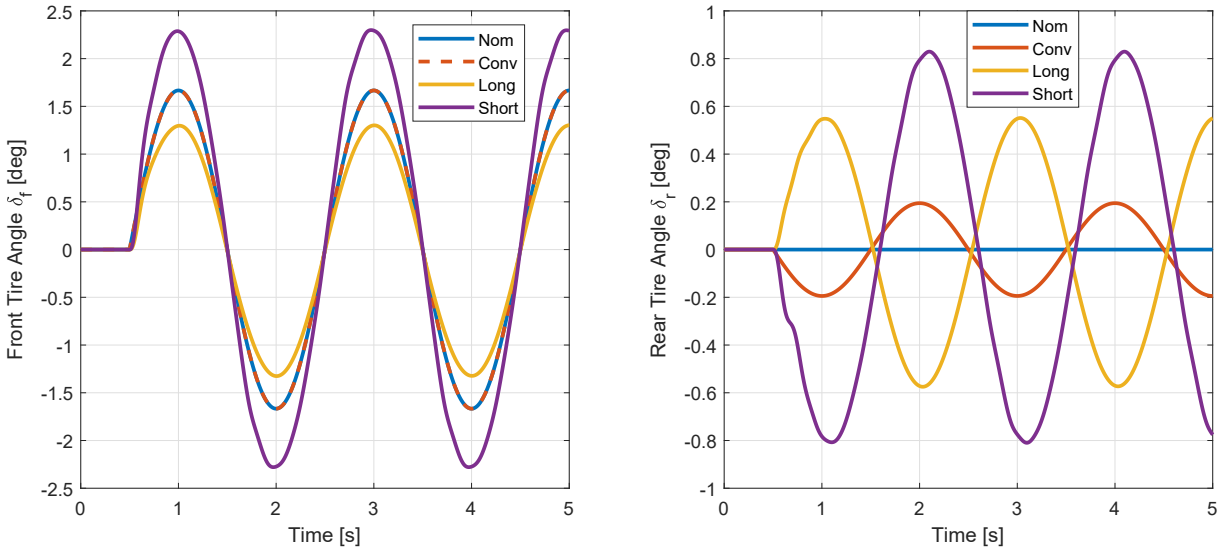 2.5
2
1.5
1
0.5
0
-0.5
-1
-1.5
-2
-2.5
Front Tire Angle δf [deg]
Nom
Conv
Long
Short
0 1 2 3 4 5
Time [s]
1
0.8
0.6
0.4
0.2
0
-0.2
-0.4
-0.6
-0.8
-1
Rear Tire Angle δr [deg]
Nom
Conv
Long
Short
0 1 2 3 4 5
Time [s]